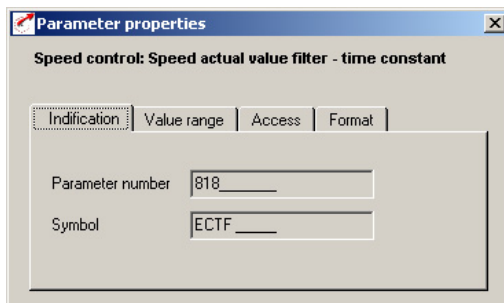 Parameter properties
Speed control: Speed actual value filter - time constant
Indification Value range Access Format
Parameter number 818______
Symbol ECTF _____